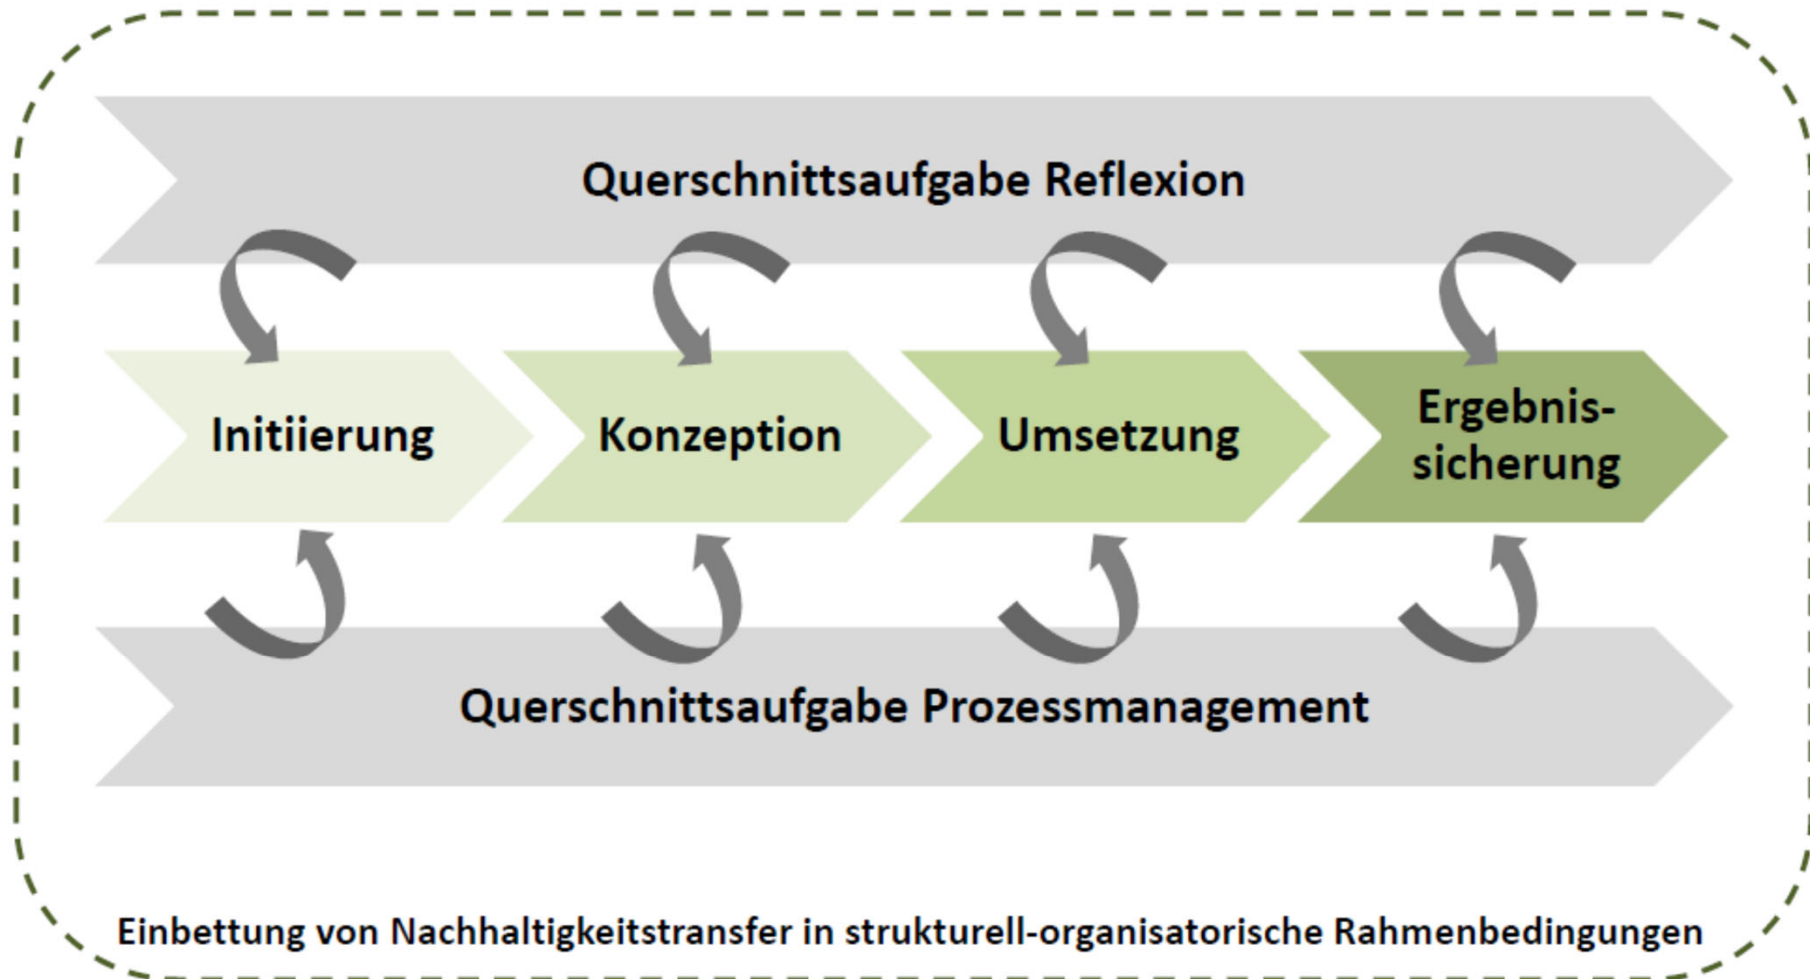 Querschnittsaufgabe Reflexion
Initiierung
Konzeption
Umsetzung
Ergebnis-
sicherung
Querschnittsaufgabe Prozessmanagement
Einbettung von Nachhaltigkeitstransfer in strukturell-organisatorische Rahmenbedingungen